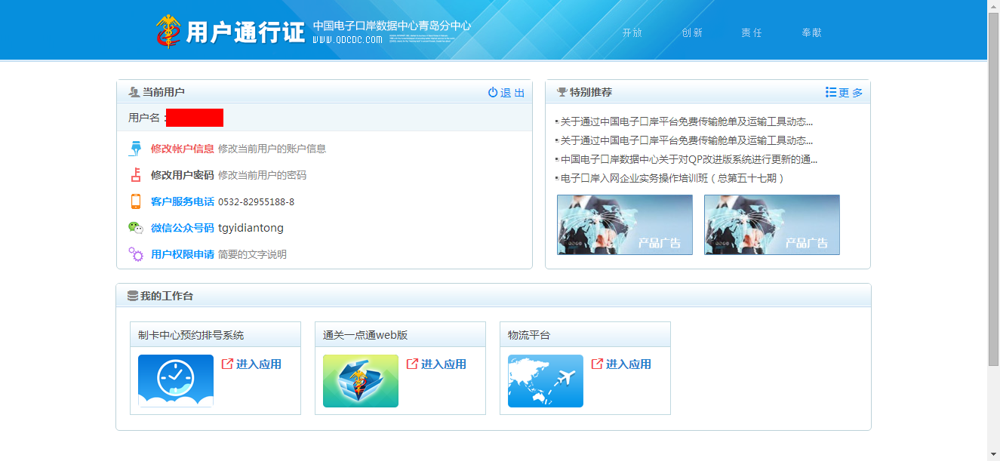 用户通行证
中国电子口岸数据中心青岛分中心
www.QDCDC.com
开放 创新 责任 奉献
当前用户
退 出
用户名：
修改帐户信息 修改当前用户的账户信息
修改用户密码 修改当前用户的密码
客户服务电话 0532-82955188-8
微信公众号码 tgyidiantong
用户权限申请 简要的文字说明
特别推荐
更 多
关于通过中国电子口岸平台免费传输舱单及运输工具动态...
关于通过中国电子口岸平台免费传输舱单及运输工具动态...
中国电子口岸数据中心关于对QP改进版系统进行更新的通...
电子口岸入网企业实务操作培训班（总第五十七期）
产品广告
产品广告
我的工作台
制卡中心预约排号系统
进入应用
通关一点通web版
进入应用
物流平台
进入应用